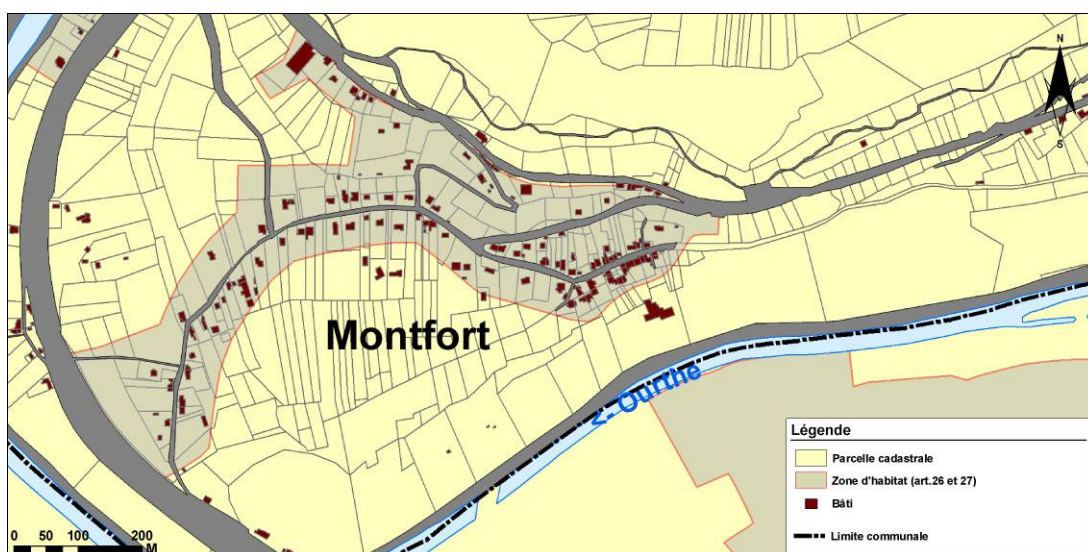 N
S
Montfort
<- Ourthe
Légende
Parcelle cadastrale
Zone d'habitat (art.26 et 27)
Bâti
Limite communale
0 50 100 200
M